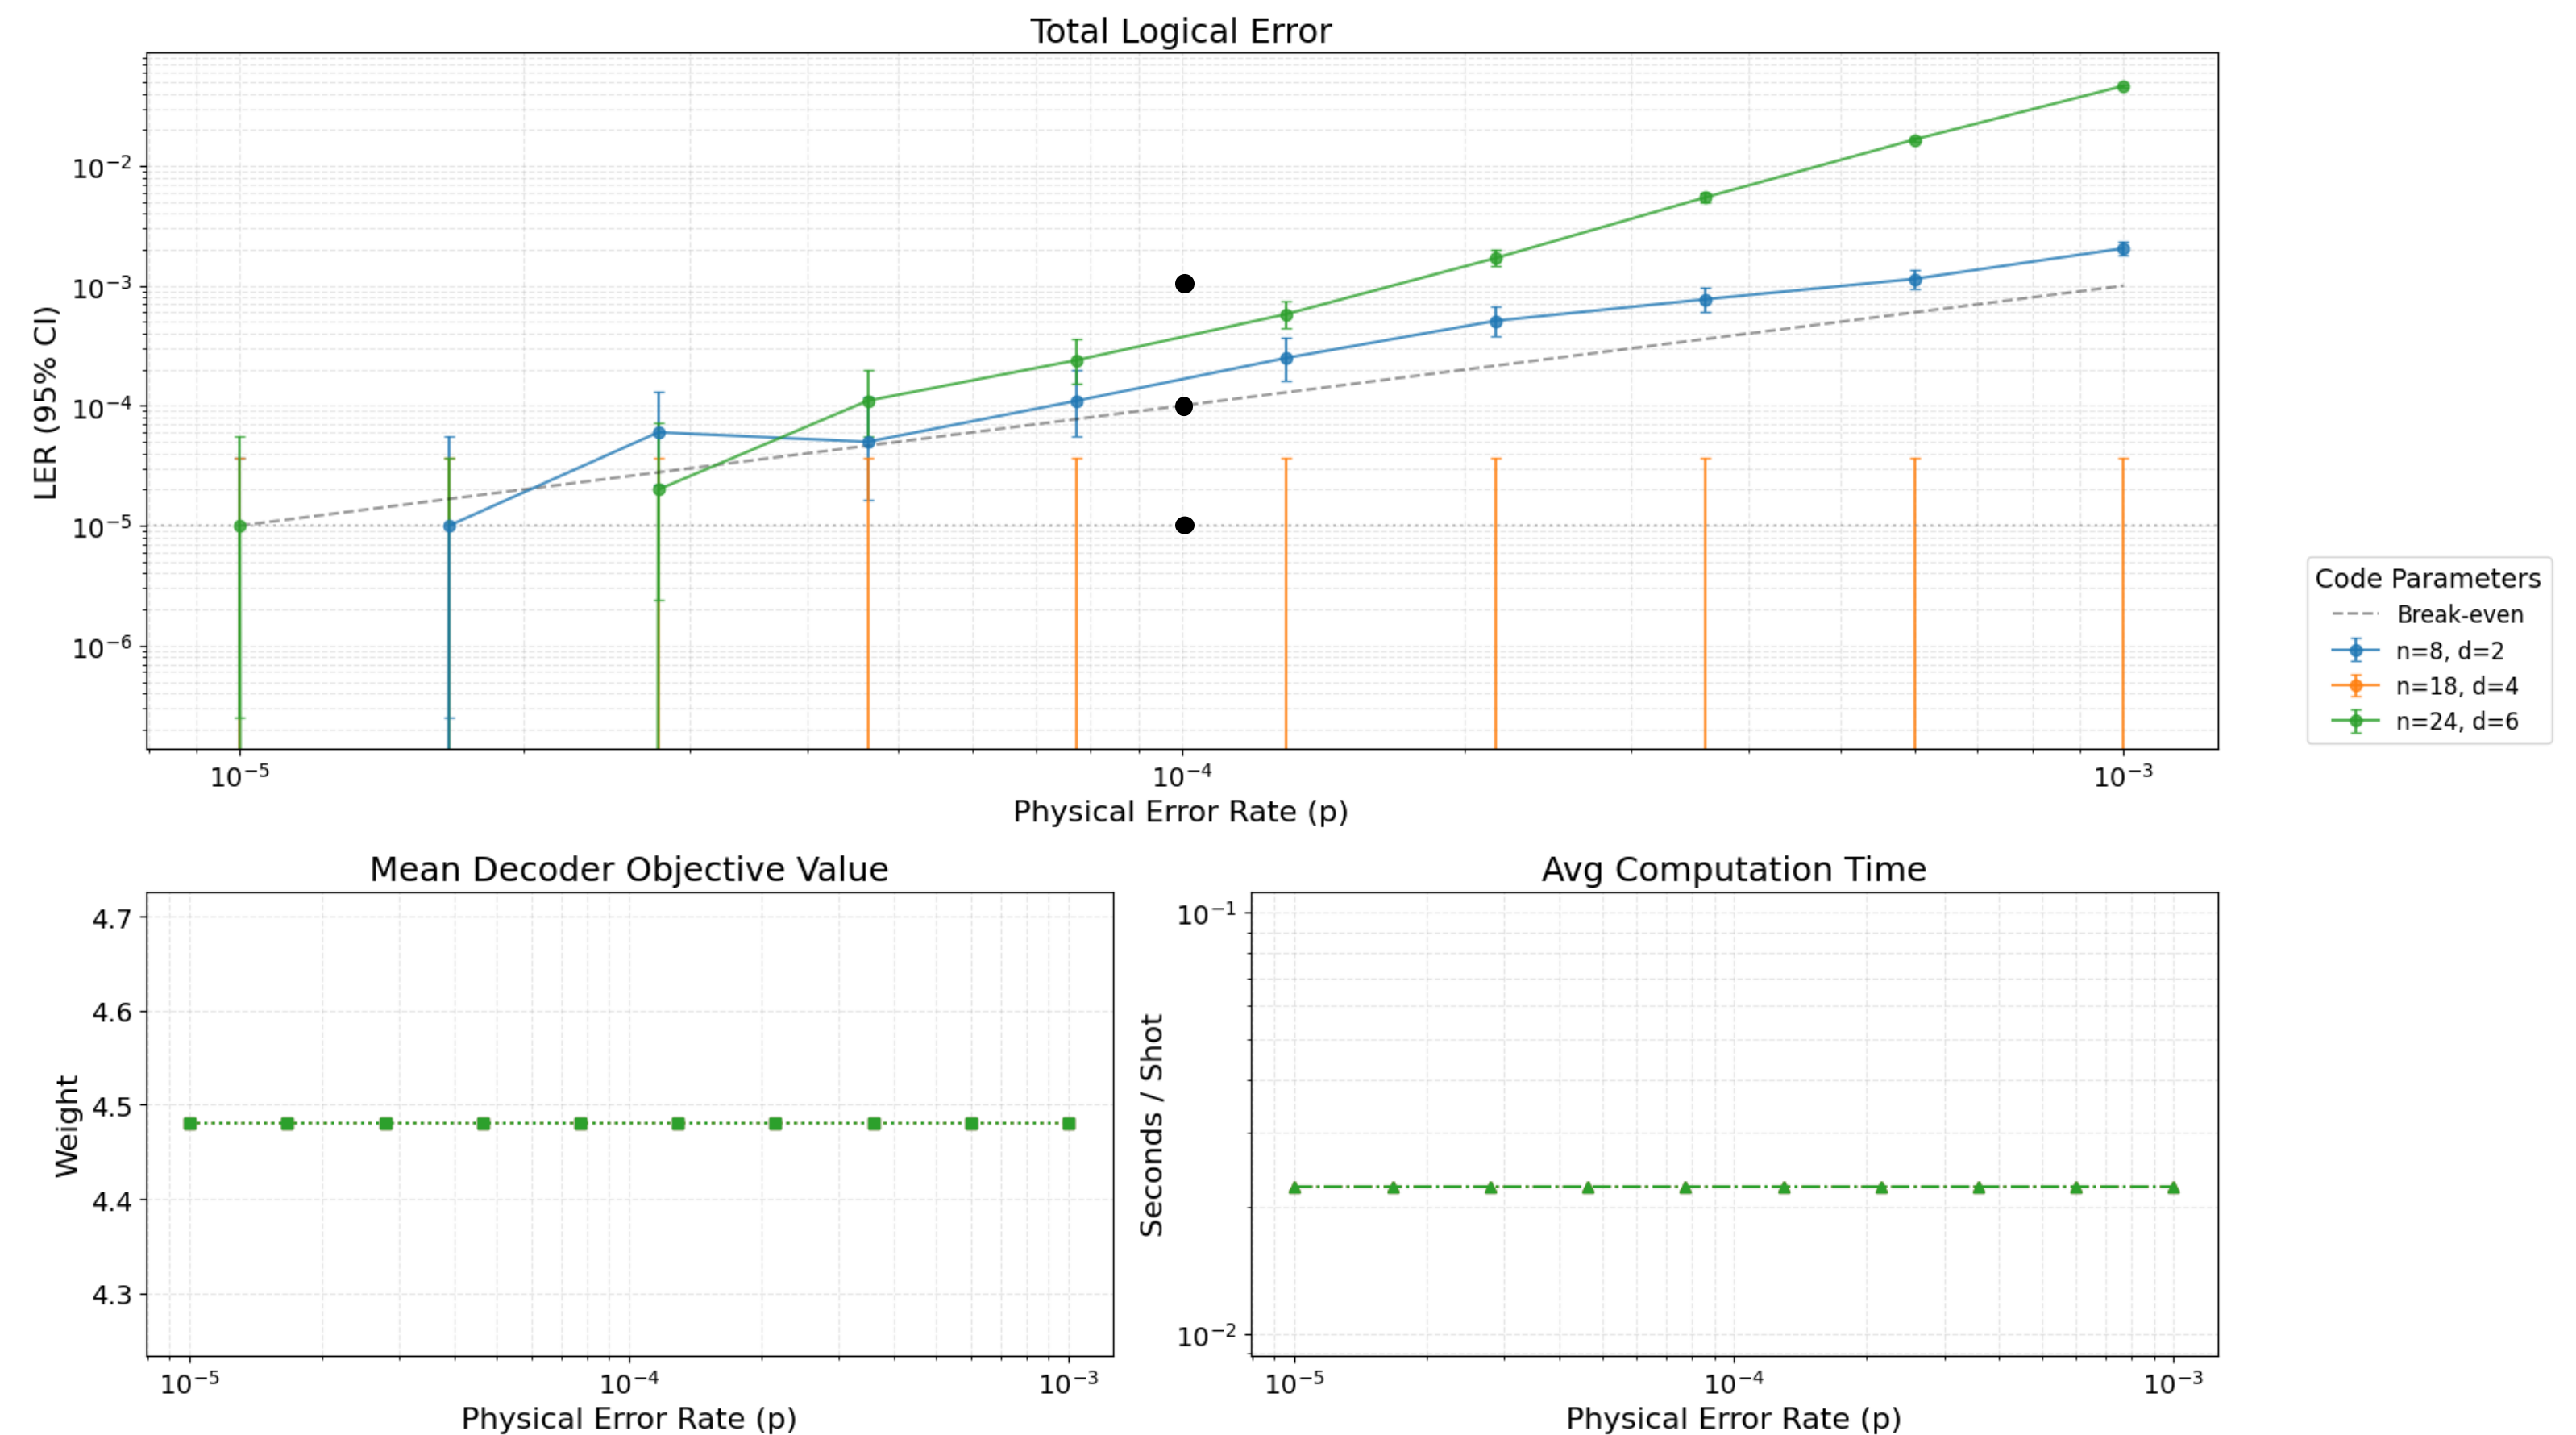 Total Logical Error
LER (95% CI)
10⁻²
10⁻³
10⁻⁴
10⁻⁵
10⁻⁶
10⁻⁵ 10⁻⁴ 10⁻³
Physical Error Rate (p)
Code Parameters
Break-even
n=8, d=2
n=18, d=4
n=24, d=6
Mean Decoder Objective Value
Weight
4.7
4.6
4.5
4.4
4.3
10⁻⁵ 10⁻⁴ 10⁻³
Physical Error Rate (p)
Avg Computation Time
Seconds / Shot
10⁻¹
10⁻²
10⁻⁵ 10⁻⁴ 10⁻³
Physical Error Rate (p)